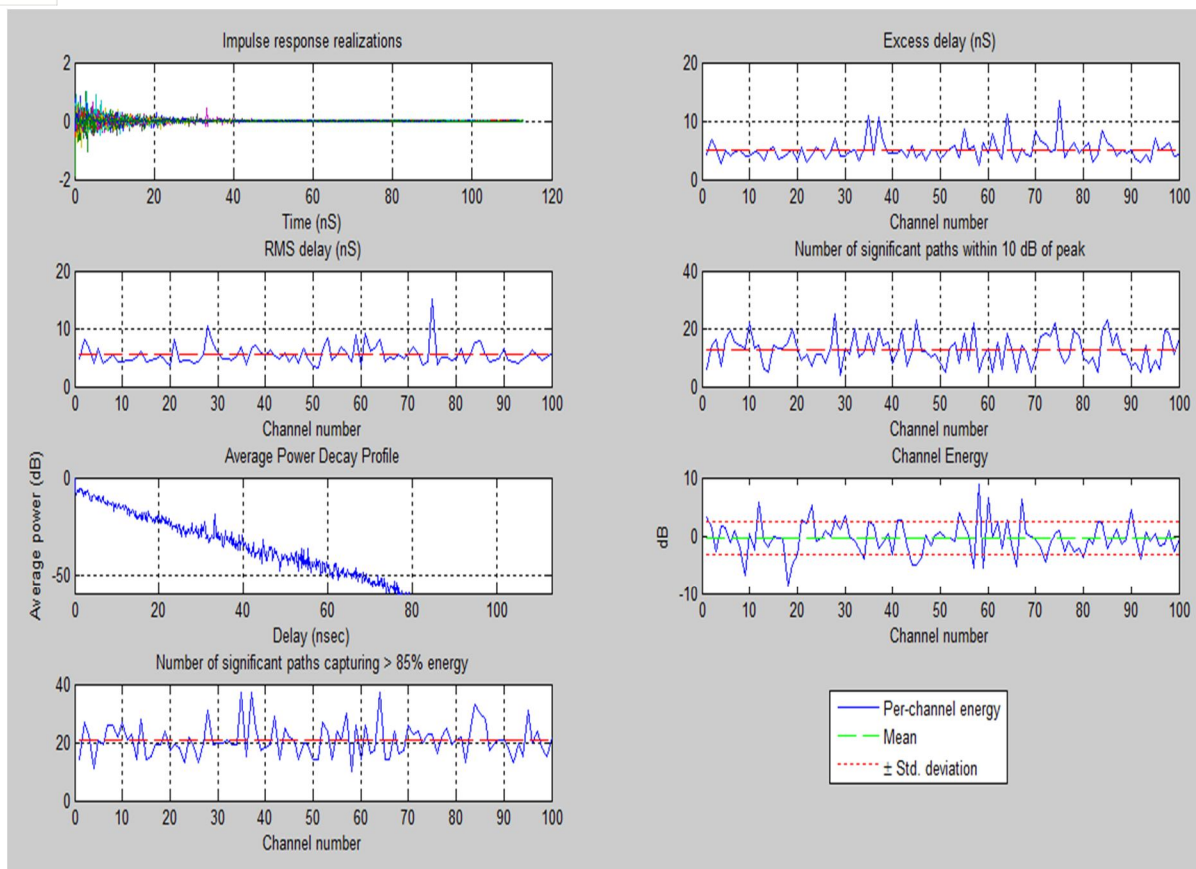 Impulse response realizations
2
0
-2
0 20 40 60 80 100 120
Time (nS)
Excess delay (nS)
20
10
0
0 10 20 30 40 50 60 70 80 90 100
Channel number
RMS delay (nS)
20
10
0
0 10 20 30 40 50 60 70 80 90 100
Channel number
Number of significant paths within 10 dB of peak
40
20
0
0 10 20 30 40 50 60 70 80 90 100
Channel number
Average Power Decay Profile
Average power (dB)
0
-50
0 20 40 60 80 100
Delay (nsec)
Channel Energy
dB
10
0
-10
0 10 20 30 40 50 60 70 80 90 100
Channel number
Number of significant paths capturing > 85% energy
40
20
0
0 10 20 30 40 50 60 70 80 90 100
Channel number
Per-channel energy
Mean
± Std. deviation